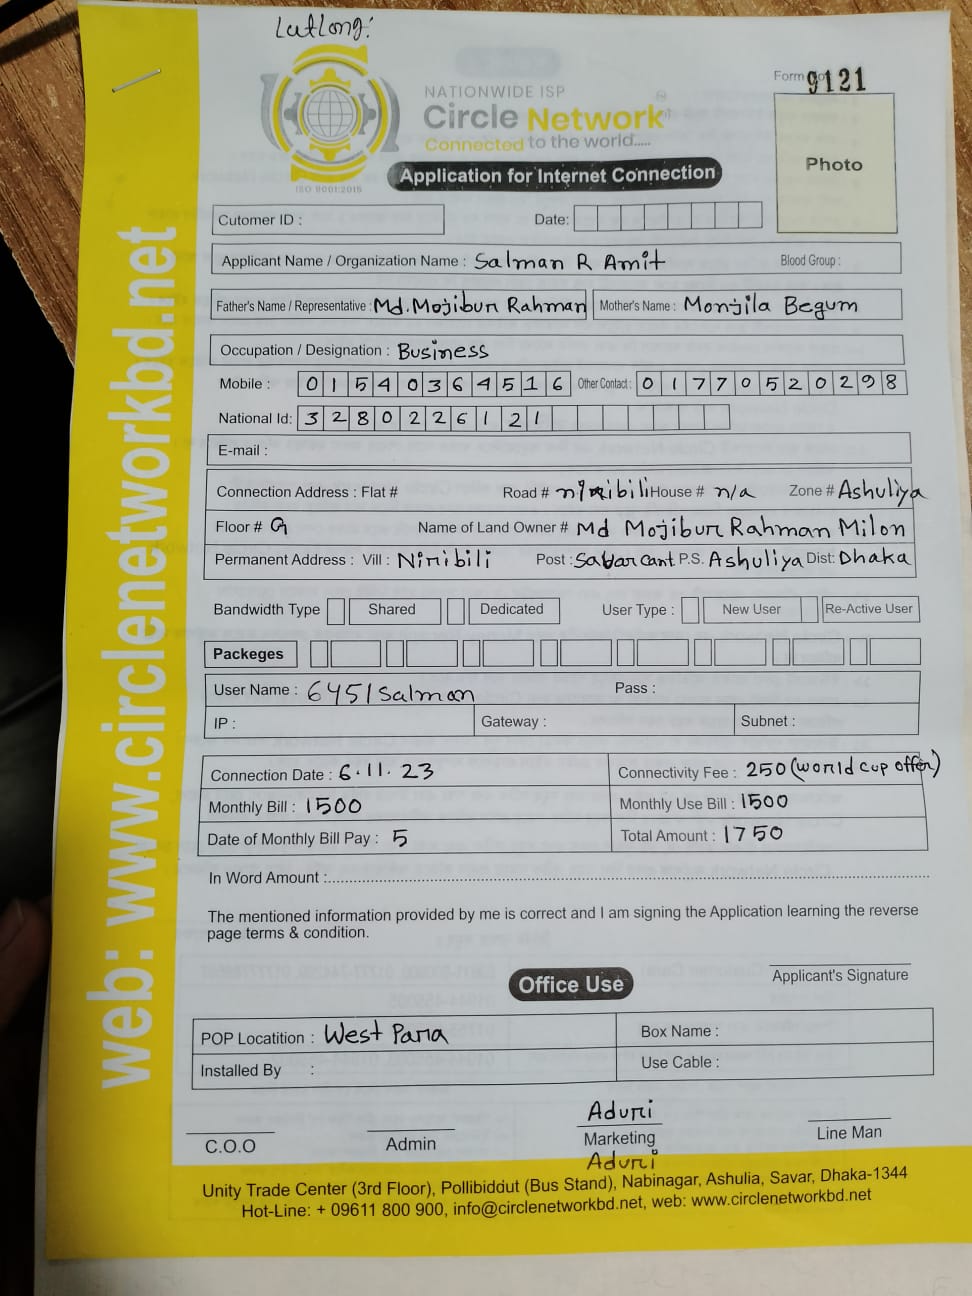 Latlong:
Form no 9121
NATIONWIDE ISP
Circle Network
Connected to the world.....
ISO 9001:2015
Photo
Application for Internet Connection
Cutomer ID :
Date:
Applicant Name / Organization Name : Salman R Amit Blood Group :
Father's Name / Representative : Md. Mojibur Rahman Mother's Name : Monjila Begum
Occupation / Designation : Business
Mobile : 01540364516 Other Contact : 01770520298
National Id: 3280226121
E-mail :
Connection Address : Flat # Road # niribili House # n/a Zone # Ashuliya
Floor # G Name of Land Owner # Md Mojibur Rahman Milon
Permanent Address : Vill : Niribili Post : Savar cant P.S. Ashuliya Dist: Dhaka
Bandwidth Type Shared Dedicated User Type : New User Re-Active User
Packeges
User Name : 6451salman Pass :
IP : Gateway : Subnet :
Connection Date : 6.11.23 Connectivity Fee : 250 (world cup offer)
Monthly Bill : 1500 Monthly Use Bill : 1500
Date of Monthly Bill Pay : 5 Total Amount : 1750
In Word Amount :
The mentioned information provided by me is correct and I am signing the Application learning the reverse
page terms & condition.
Applicant's Signature
Office Use
POP Locatition : West Para Box Name :
Installed By : Use Cable :
Aduri
C.O.O Admin Marketing Line Man
Aduri
Unity Trade Center (3rd Floor), Pollibiddut (Bus Stand), Nabinagar, Ashulia, Savar, Dhaka-1344
Hot-Line: + 09611 800 900, info@circlenetworkbd.net, web: www.circlenetworkbd.net
web: www.circlenetworkbd.net